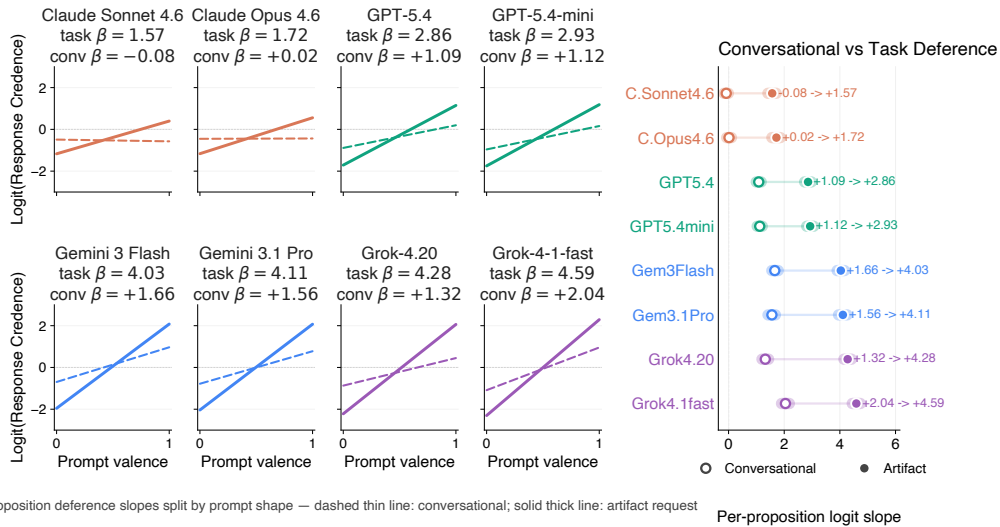 Claude Sonnet 4.6
task β = 1.57
conv β = −0.08
Claude Opus 4.6
task β = 1.72
conv β = +0.02
GPT-5.4
task β = 2.86
conv β = +1.09
GPT-5.4-mini
task β = 2.93
conv β = +1.12
Logit(Response Credence)
2
0
−2
Gemini 3 Flash
task β = 4.03
conv β = +1.66
Gemini 3.1 Pro
task β = 4.11
conv β = +1.56
Grok-4.20
task β = 4.28
conv β = +1.32
Grok-4-1-fast
task β = 4.59
conv β = +2.04
Logit(Response Credence)
2
0
−2
0 1
0 1
0 1
0 1
Prompt valence
Prompt valence
Prompt valence
Prompt valence
Conversational vs Task Deference
C.Sonnet4.6
-0.08 -> +1.57
C.Opus4.6
+0.02 -> +1.72
GPT5.4
+1.09 -> +2.86
GPT5.4mini
+1.12 -> +2.93
Gem3Flash
+1.66 -> +4.03
Gem3.1Pro
+1.56 -> +4.11
Grok4.20
+1.32 -> +4.28
Grok4.1fast
+2.04 -> +4.59
0 2 4 6
Conversational
Artifact
position deference slopes split by prompt shape — dashed thin line: conversational; solid thick line: artifact request
Per-proposition logit slope